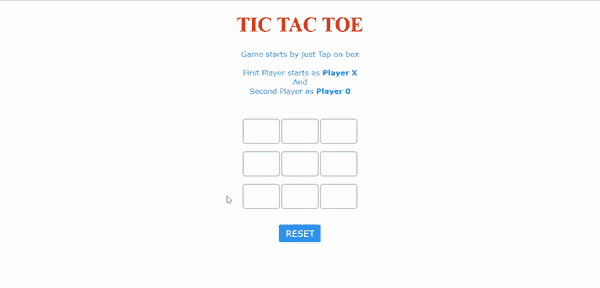 TIC TAC TOE
Game starts by just Tap on box
First Player starts as Player X
And
Second Player as Player 0
RESET